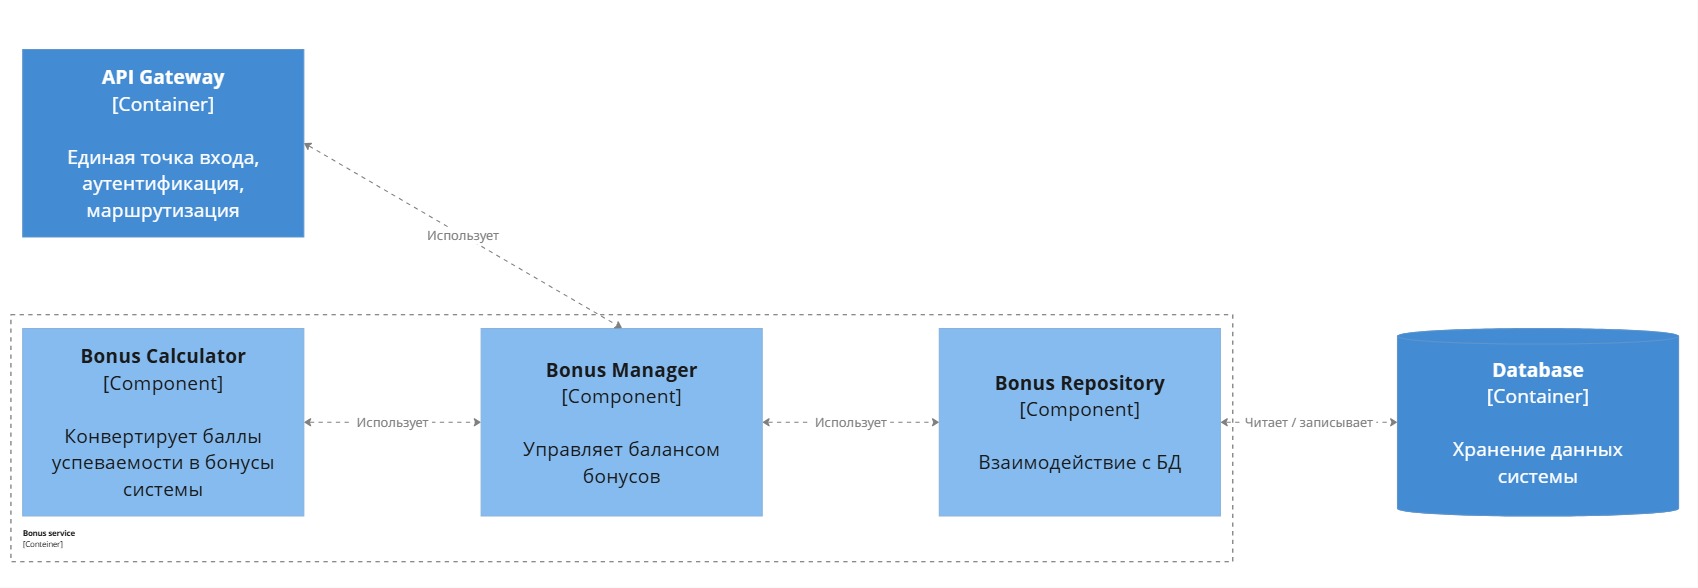 API Gateway
[Container]
Единая точка входа,
аутентификация,
маршрутизация
Использует
Bonus Calculator
[Component]
Конвертирует баллы
успеваемости в бонусы
системы
Использует
Bonus Manager
[Component]
Управляет балансом
бонусов
Использует
Bonus Repository
[Component]
Взаимодействие с БД
Читает / записывает
Database
[Container]
Хранение данных
системы
Bonus service
[Conteiner]